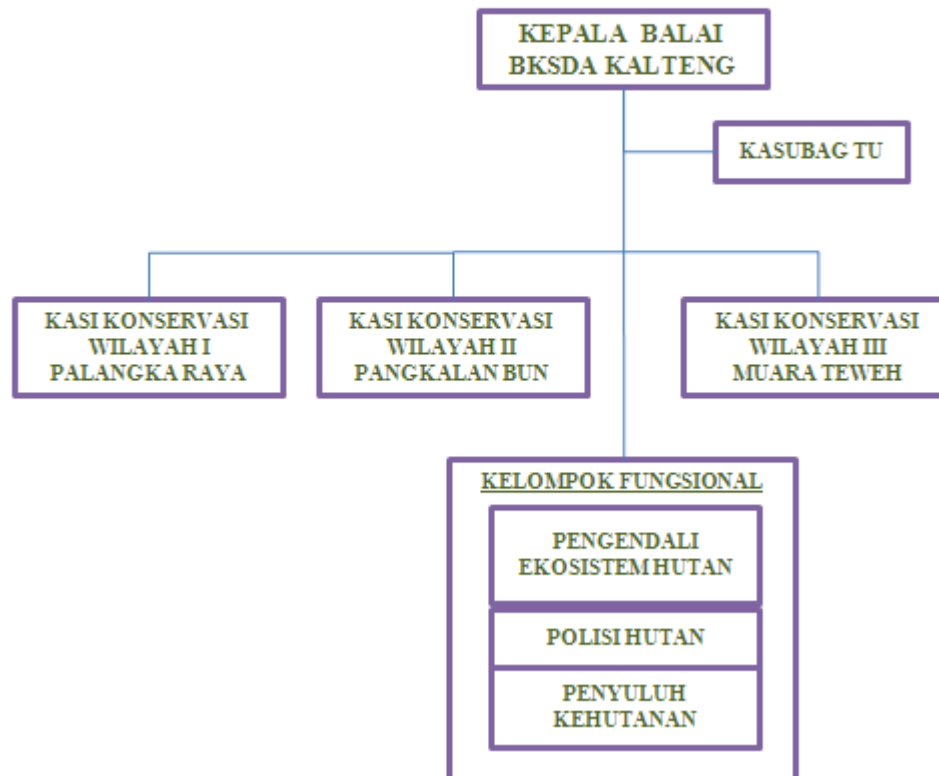 KEPALA BALAI
BKSDA KALTENG
KASUBAG TU
KASI KONSERVASI
WILAYAH I
PALANGKA RAYA
KASI KONSERVASI
WILAYAH II
PANGKALAN BUN
KASI KONSERVASI
WILAYAH III
MUARA TEWEH
KELOMPOK FUNGSIONAL
PENGENDALI
EKOSISTEM HUTAN
POLISI HUTAN
PENYULUH
KEHUTANAN